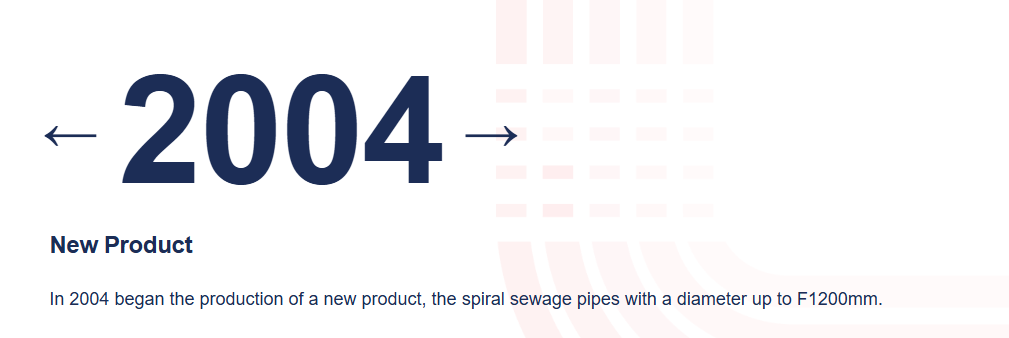 ← 2004 →
New Product
In 2004 began the production of a new product, the spiral sewage pipes with a diameter up to F1200mm.